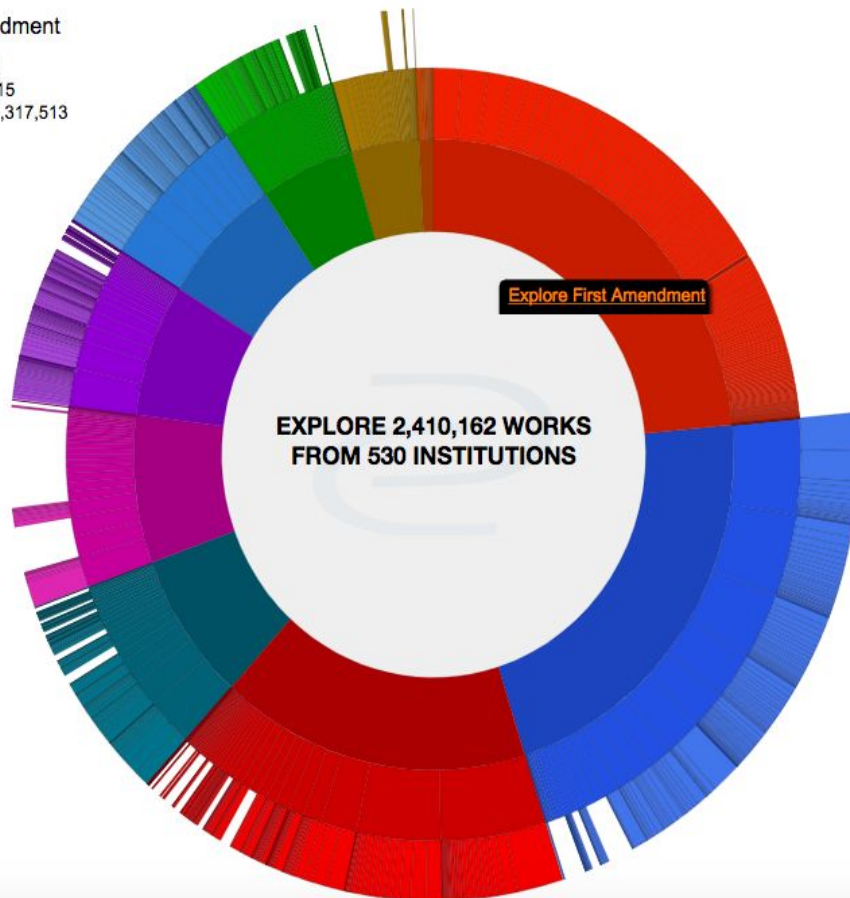 dment
15
,317,513
Explore First Amendment
EXPLORE 2,410,162 WORKS
FROM 530 INSTITUTIONS